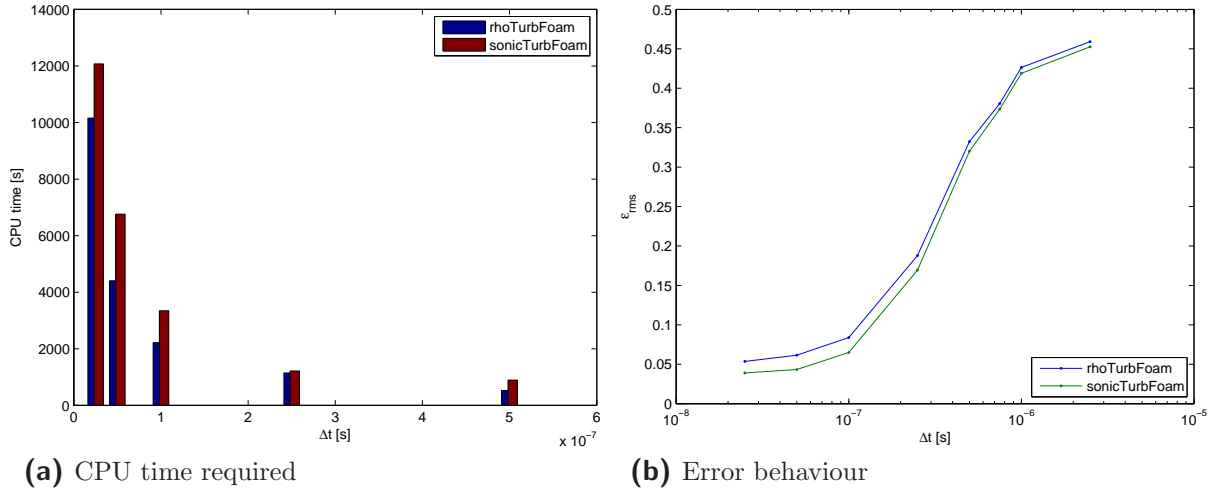 14000
12000
10000
8000
6000
4000
2000
0
CPU time [s]
rhoTurbFoam
sonicTurbFoam
0 1 2 3 4 5 6
Δt [s]
x 10⁻⁷
(a) CPU time required
0.5
0.45
0.4
0.35
0.3
0.25
0.2
0.15
0.1
0.05
0
ε_rms
rhoTurbFoam
sonicTurbFoam
10⁻⁸ 10⁻⁷ 10⁻⁶ 10⁻⁵
Δt [s]
(b) Error behaviour